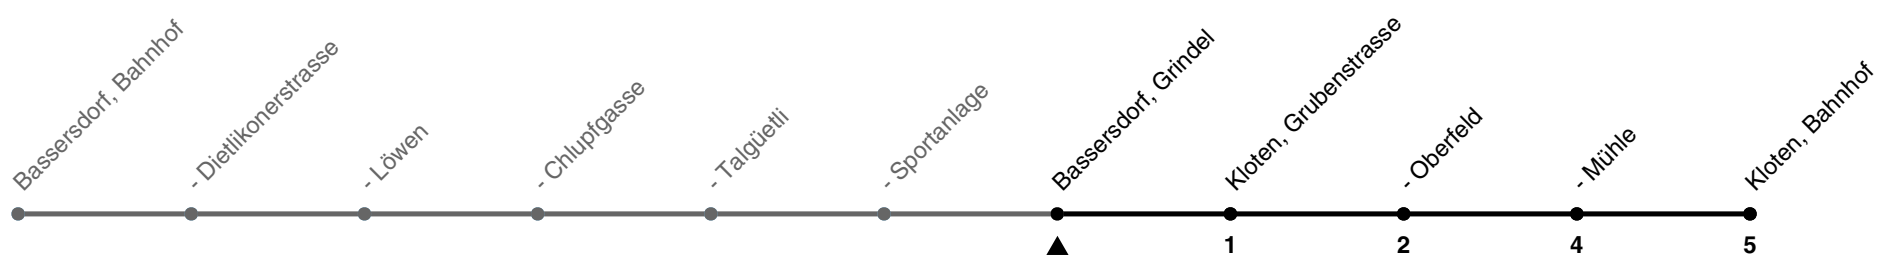 Bassersdorf, Bahnhof
- Dietlikonerstrasse
- Löwen
- Chlupfgasse
- Talgüetli
- Sportanlage
Bassersdorf, Grindel
Kloten, Grubenstrasse
- Oberfeld
- Mühle
Kloten, Bahnhof
1
2
4
5